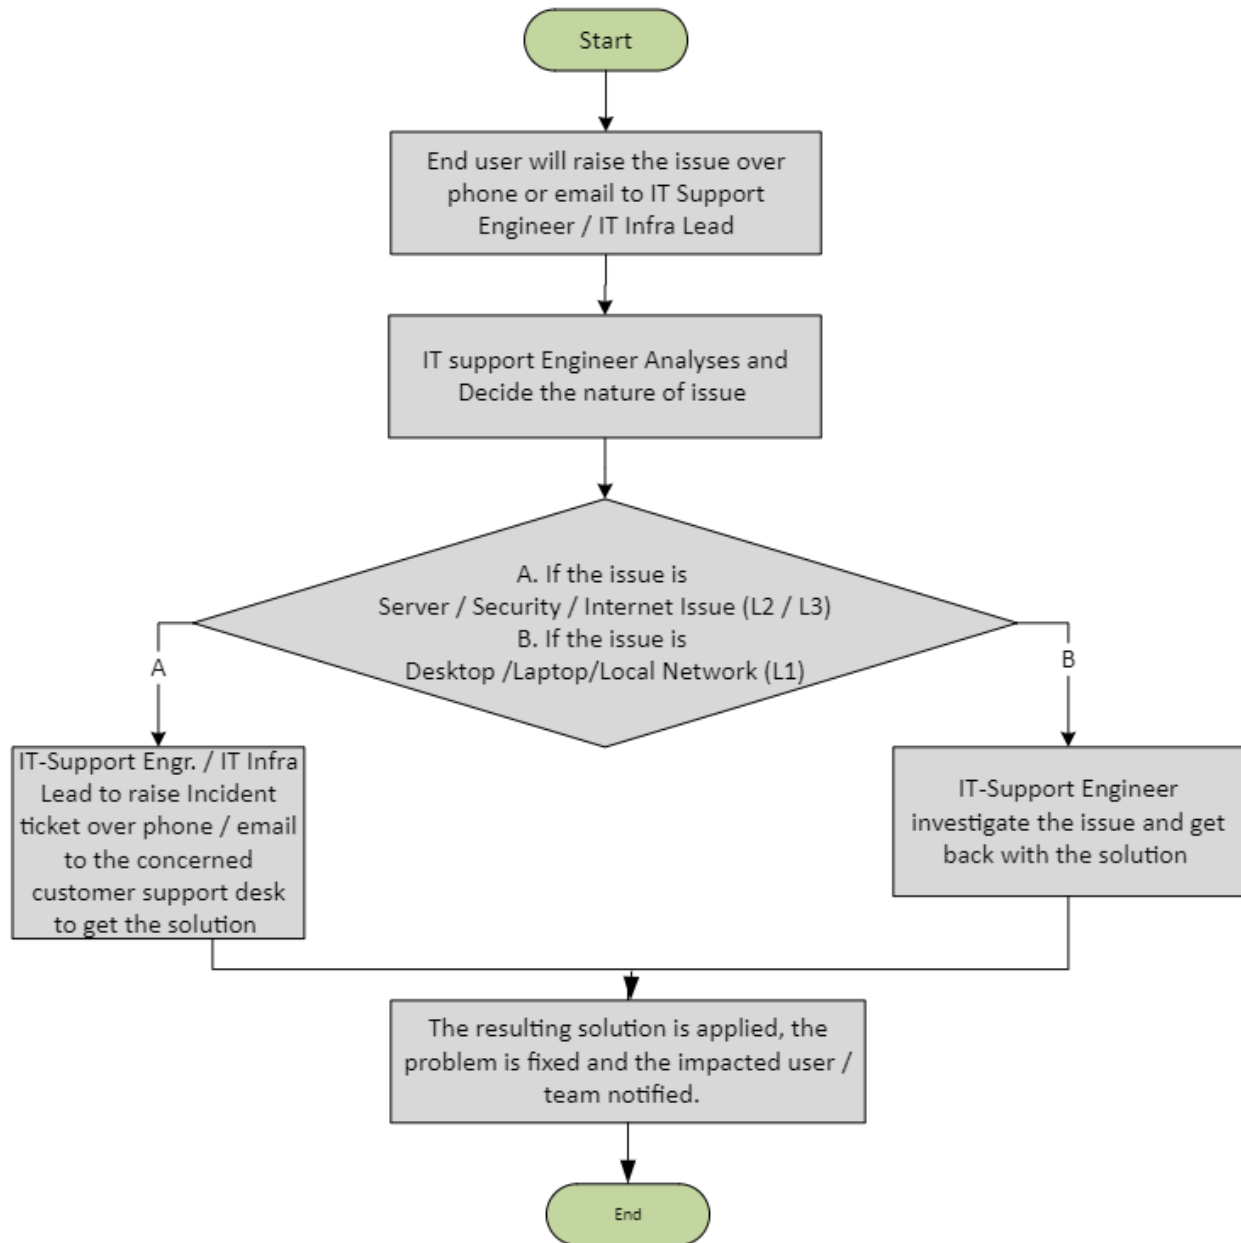 Start
End user will raise the issue over
phone or email to IT Support
Engineer / IT Infra Lead
IT support Engineer Analyses and
Decide the nature of issue
A. If the issue is
Server / Security / Internet Issue (L2 / L3)
B. If the issue is
Desktop /Laptop/Local Network (L1)
A
B
IT-Support Engr. / IT Infra
Lead to raise Incident
ticket over phone / email
to the concerned
customer support desk
to get the solution
IT-Support Engineer
investigate the issue and get
back with the solution
The resulting solution is applied, the
problem is fixed and the impacted user /
team notified.
End